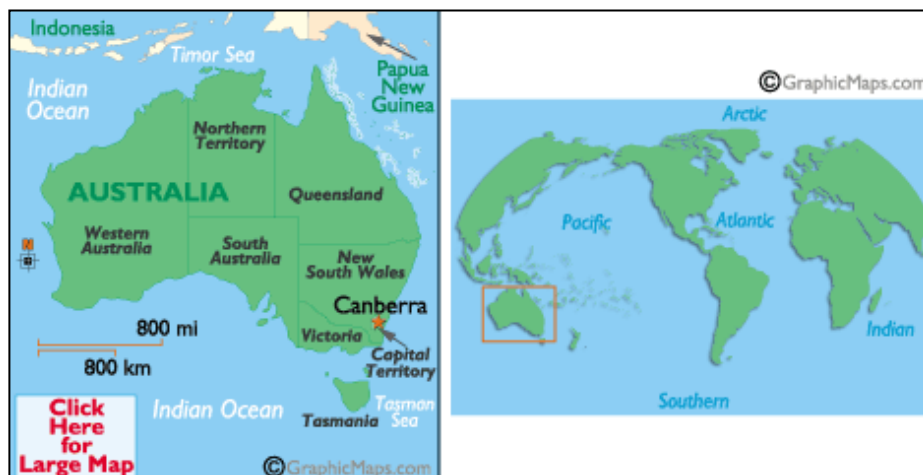 Indonesia
Timor Sea
Indian
Ocean
Papua
New
Guinea
Northern
Territory
AUSTRALIA
Queensland
Western
Australia
South
Australia
New
South Wales
N
Canberra
800 mi
800 km
Victoria
Capital
Territory
Click
Here
for
Large Map
Indian Ocean
Tasmania
Tasman
Sea
©GraphicMaps.com
©GraphicMaps.com
Arctic
Pacific
Atlantic
Indian
Southern